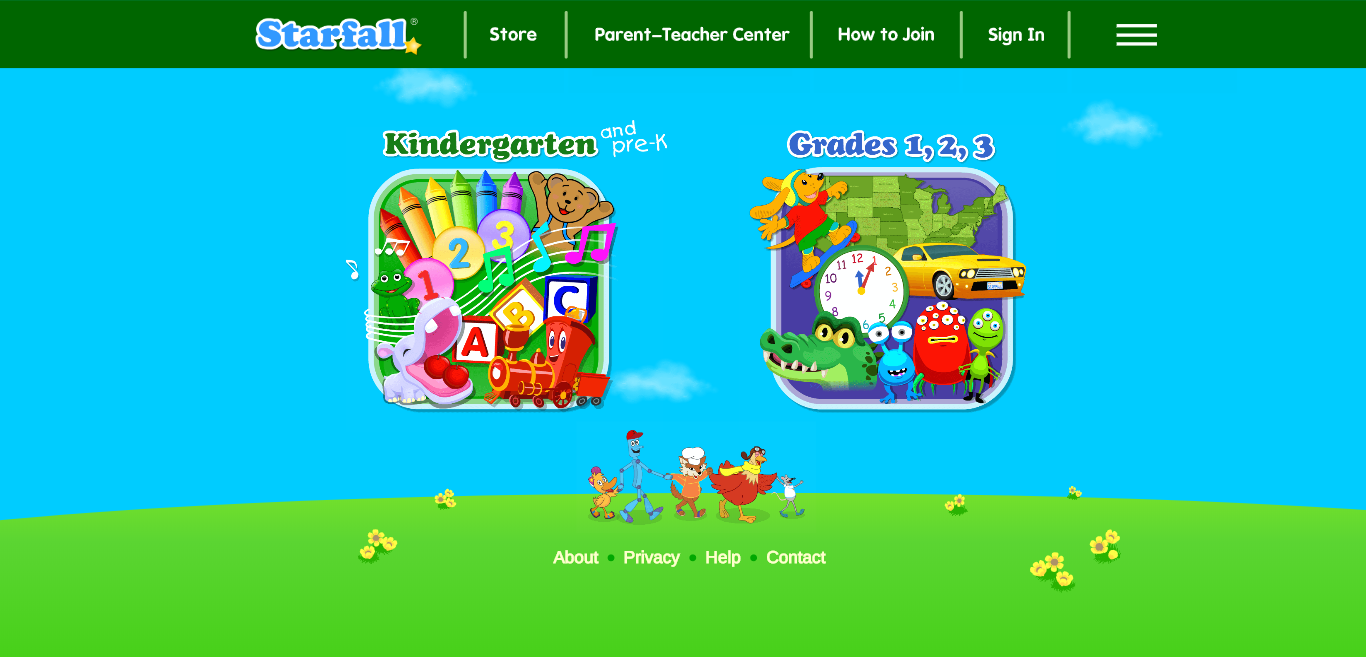 Starfall®
Store
Parent–Teacher Center
How to Join
Sign In
Kindergarten and pre-K
Grades 1, 2, 3
1 2 3
A B C
12 1 2 3 4 5 6 8 9 10 11
About • Privacy • Help • Contact